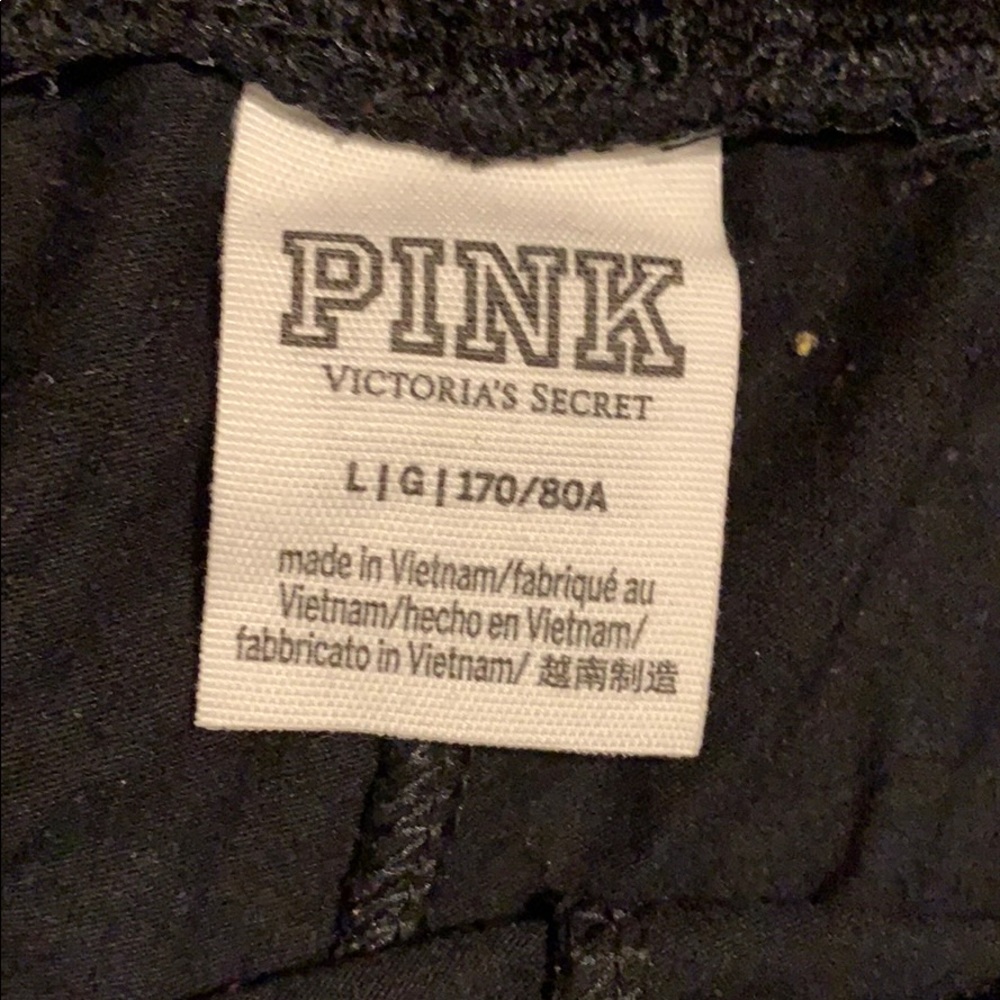 PINK
VICTORIA'S SECRET
L | G | 170/80A
made in Vietnam/fabriqué au
Vietnam/hecho en Vietnam/
fabbricato in Vietnam/ 越南制造